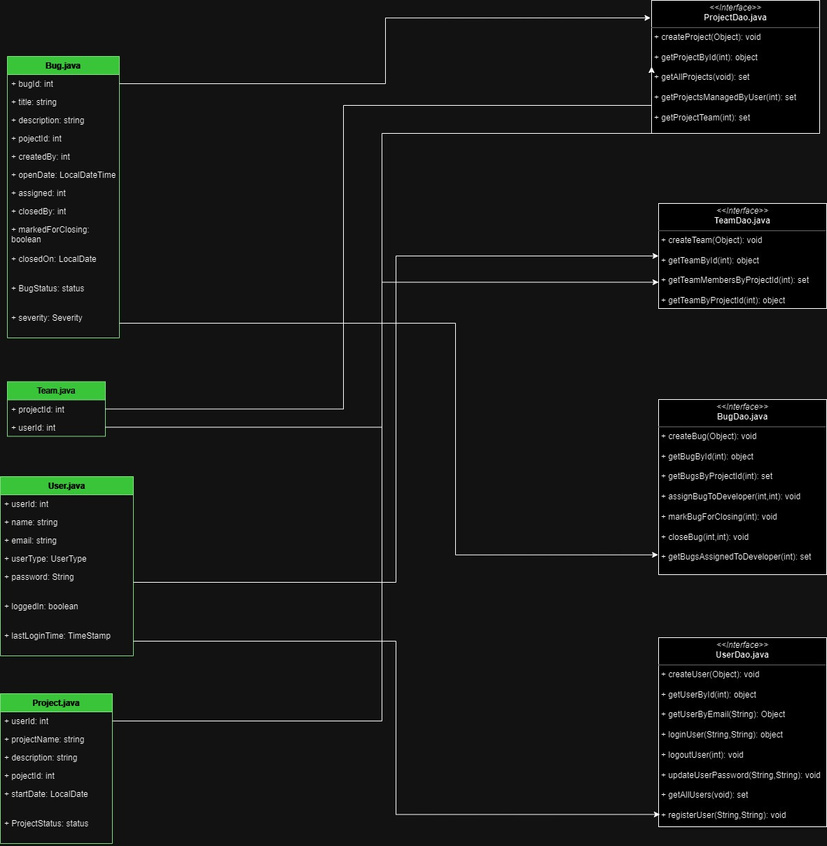 Bug.java
+ bugId: int
+ title: string
+ description: string
+ pojectId: int
+ createdBy: int
+ openDate: LocalDateTime
+ assigned: int
+ closedBy: int
+ markedForClosing:
boolean
+ closedOn: LocalDate
+ BugStatus: status
+ severity: Severity
Team.java
+ projectId: int
+ userId: int
User.java
+ userId: int
+ name: string
+ email: string
+ userType: UserType
+ password: String
+ loggedIn: boolean
+ lastLoginTime: TimeStamp
Project.java
+ userId: int
+ projectName: string
+ description: string
+ pojectId: int
+ startDate: LocalDate
+ ProjectStatus: status
<<Interface>>
ProjectDao.java
+ createProject(Object): void
+ getProjectById(int): object
+ getAllProjects(void): set
+ getProjectsManagedByUser(int): set
+ getProjectTeam(int): set
<<Interface>>
TeamDao.java
+ createTeam(Object): void
+ getTeamById(int): object
+ getTeamMembersByProjectId(int): set
+ getTeamByProjectId(int): object
<<Interface>>
BugDao.java
+ createBug(Object): void
+ getBugById(int): object
+ getBugsByProjectId(int): set
+ assignBugToDeveloper(int,int): void
+ markBugForClosing(int): void
+ closeBug(int,int): void
+ getBugsAssignedToDeveloper(int): set
<<Interface>>
UserDao.java
+ createUser(Object): void
+ getUserById(int): object
+ getUserByEmail(String): Object
+ loginUser(String,String): object
+ logoutUser(int): void
+ updateUserPassword(String,String): void
+ getAllUsers(void): set
+ registerUser(String,String): void